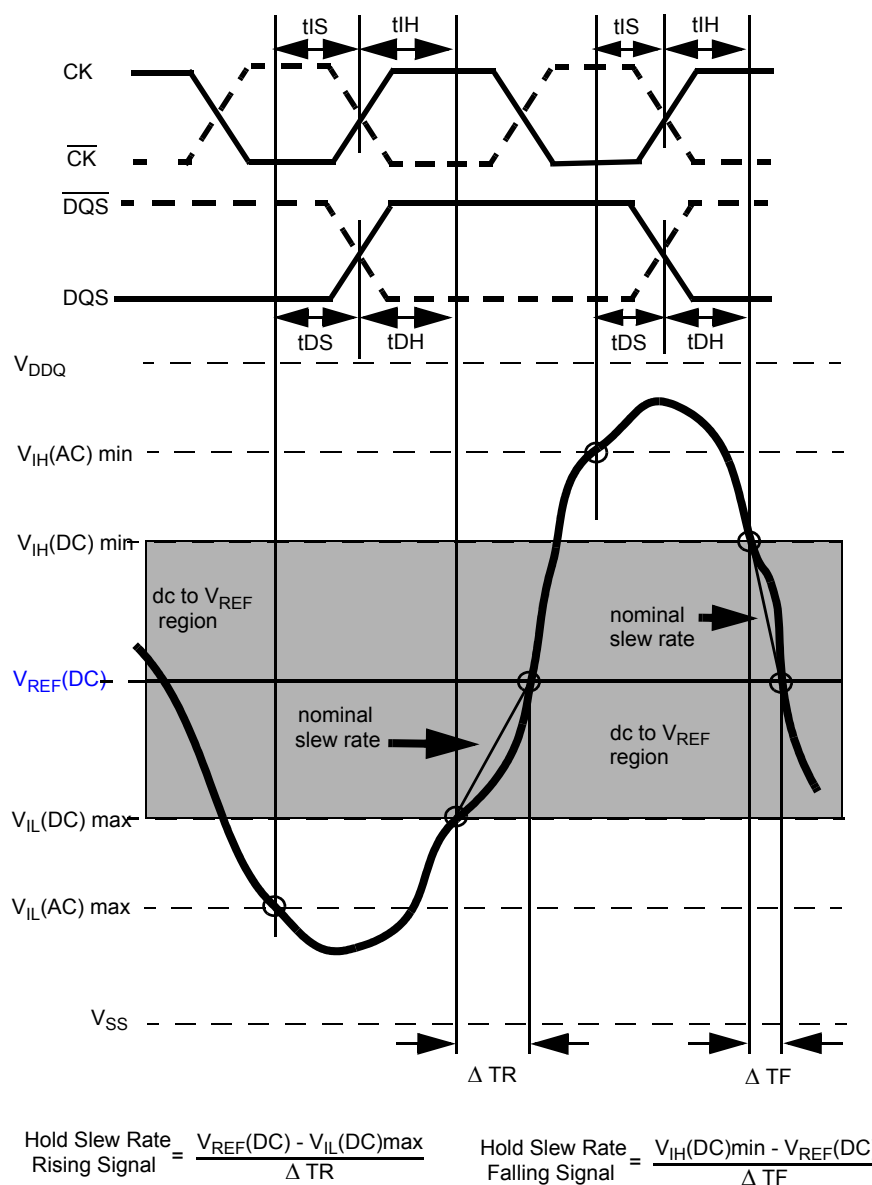 tIS tIH tIS tIH
CK
CK
DQS
DQS
tDS tDH tDS tDH
VDDQ
VIH(AC) min
VIH(DC) min
dc to VREF
region
nominal
slew rate
VREF(DC)
nominal
slew rate
dc to VREF
region
VIL(DC) max
VIL(AC) max
VSS
Δ TR Δ TF
Hold Slew Rate
Rising Signal
= VREF(DC) - VIL(DC)max
Δ TR
Hold Slew Rate
Falling Signal
= VIH(DC)min - VREF(DC
Δ TF